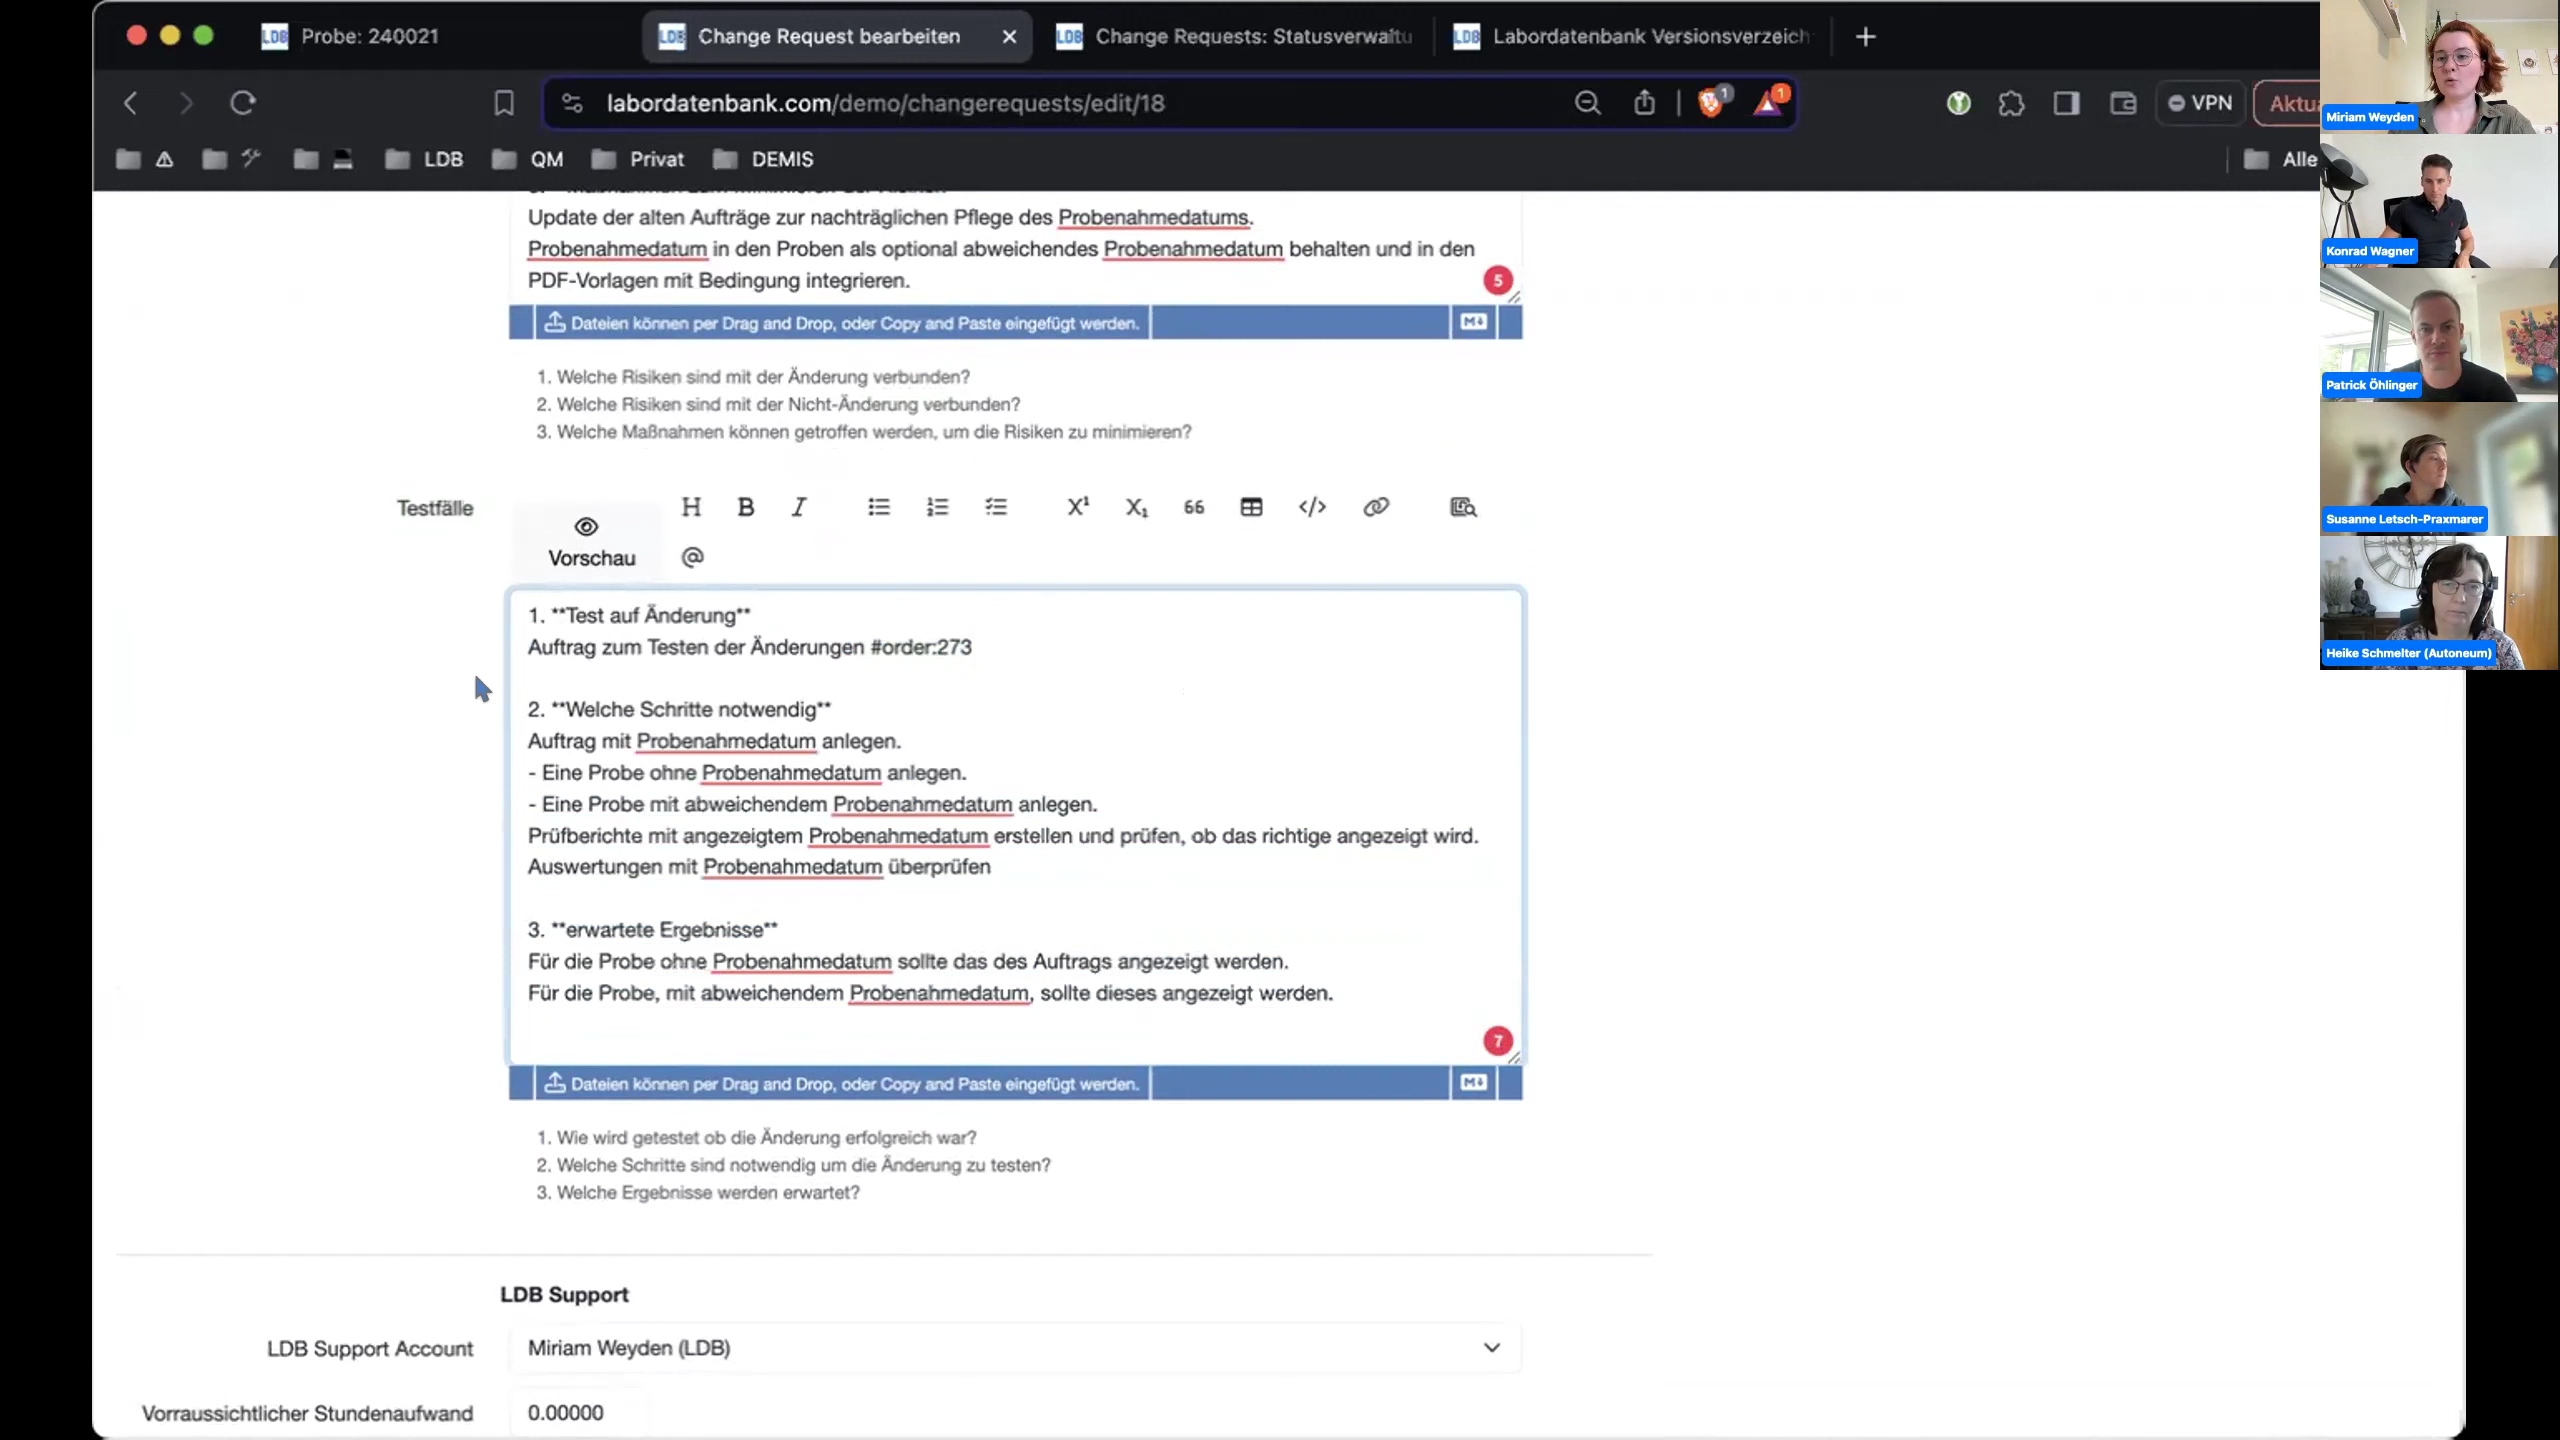 LDB Probe: 240021
LDB Change Request bearbeiten
LDB Change Requests: Statusverwaltu
LDB Labordatenbank Versionsverzeich
labordatenbank.com/demo/changerequests/edit/18
1
1
VPN
Aktu
LDB
QM
Privat
DEMIS
Alle
Update der alten Aufträge zur nachträglichen Pflege des Probenahmedatums.
Probenahmedatum in den Proben als optional abweichendes Probenahmedatum behalten und in den
PDF-Vorlagen mit Bedingung integrieren.
5
Dateien können per Drag and Drop, oder Copy and Paste eingefügt werden.
1. Welche Risiken sind mit der Änderung verbunden?
2. Welche Risiken sind mit der Nicht-Änderung verbunden?
3. Welche Maßnahmen können getroffen werden, um die Risiken zu minimieren?
Testfälle
Vorschau
H B I X¹ X₁ 66 </>
@
1. **Test auf Änderung**
Auftrag zum Testen der Änderungen #order:273
2. **Welche Schritte notwendig**
Auftrag mit Probenahmedatum anlegen.
- Eine Probe ohne Probenahmedatum anlegen.
- Eine Probe mit abweichendem Probenahmedatum anlegen.
Prüfberichte mit angezeigtem Probenahmedatum erstellen und prüfen, ob das richtige angezeigt wird.
Auswertungen mit Probenahmedatum überprüfen
3. **erwartete Ergebnisse**
Für die Probe ohne Probenahmedatum sollte das des Auftrags angezeigt werden.
Für die Probe, mit abweichendem Probenahmedatum, sollte dieses angezeigt werden.
7
Dateien können per Drag and Drop, oder Copy and Paste eingefügt werden.
1. Wie wird getestet ob die Änderung erfolgreich war?
2. Welche Schritte sind notwendig um die Änderung zu testen?
3. Welche Ergebnisse werden erwartet?
LDB Support
LDB Support Account
Miriam Weyden (LDB)
Vorraussichtlicher Stundenaufwand
0.00000
Miriam Weyden
Konrad Wagner
Patrick Öhlinger
Susanne Letsch-Praxmarer
Heike Schmelter (Autoneum)